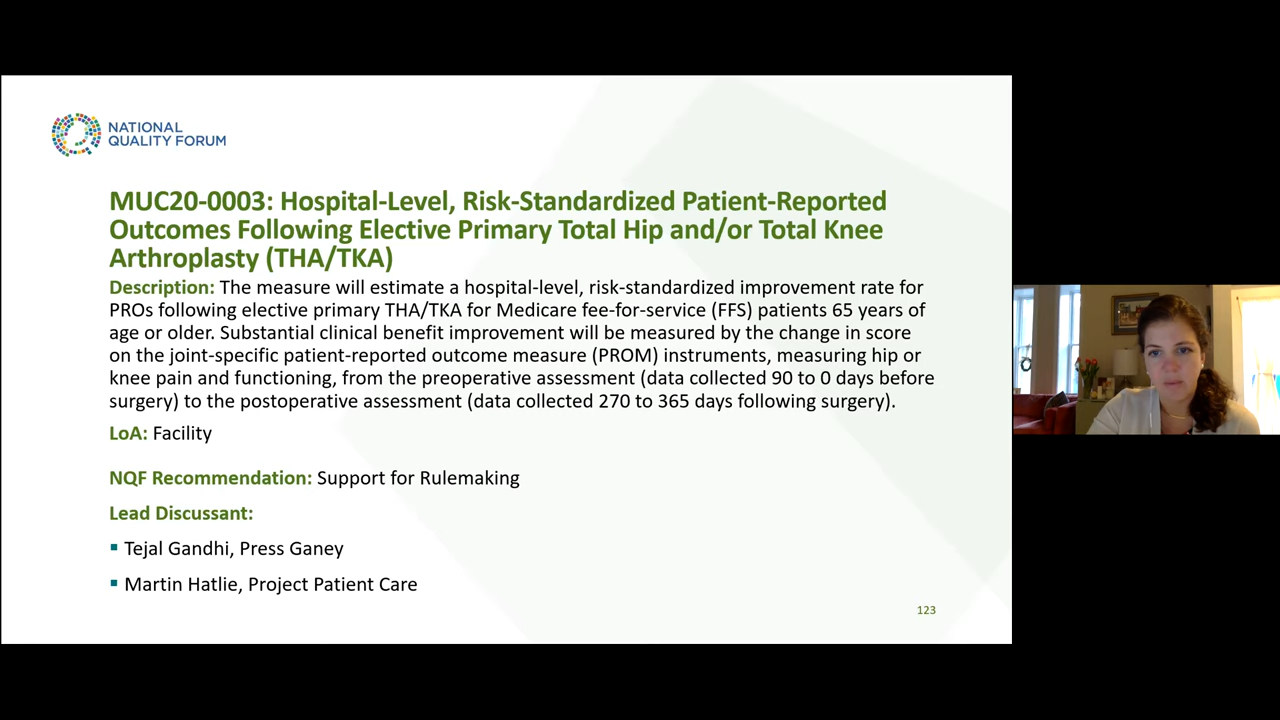 NATIONAL
QUALITY FORUM
MUC20-0003: Hospital-Level, Risk-Standardized Patient-Reported
Outcomes Following Elective Primary Total Hip and/or Total Knee
Arthroplasty (THA/TKA)
Description: The measure will estimate a hospital-level, risk-standardized improvement rate for
PROs following elective primary THA/TKA for Medicare fee-for-service (FFS) patients 65 years of
age or older. Substantial clinical benefit improvement will be measured by the change in score
on the joint-specific patient-reported outcome measure (PROM) instruments, measuring hip or
knee pain and functioning, from the preoperative assessment (data collected 90 to 0 days before
surgery) to the postoperative assessment (data collected 270 to 365 days following surgery).
LoA: Facility
NQF Recommendation: Support for Rulemaking
Lead Discussant:
▪ Tejal Gandhi, Press Ganey
▪ Martin Hatlie, Project Patient Care
123